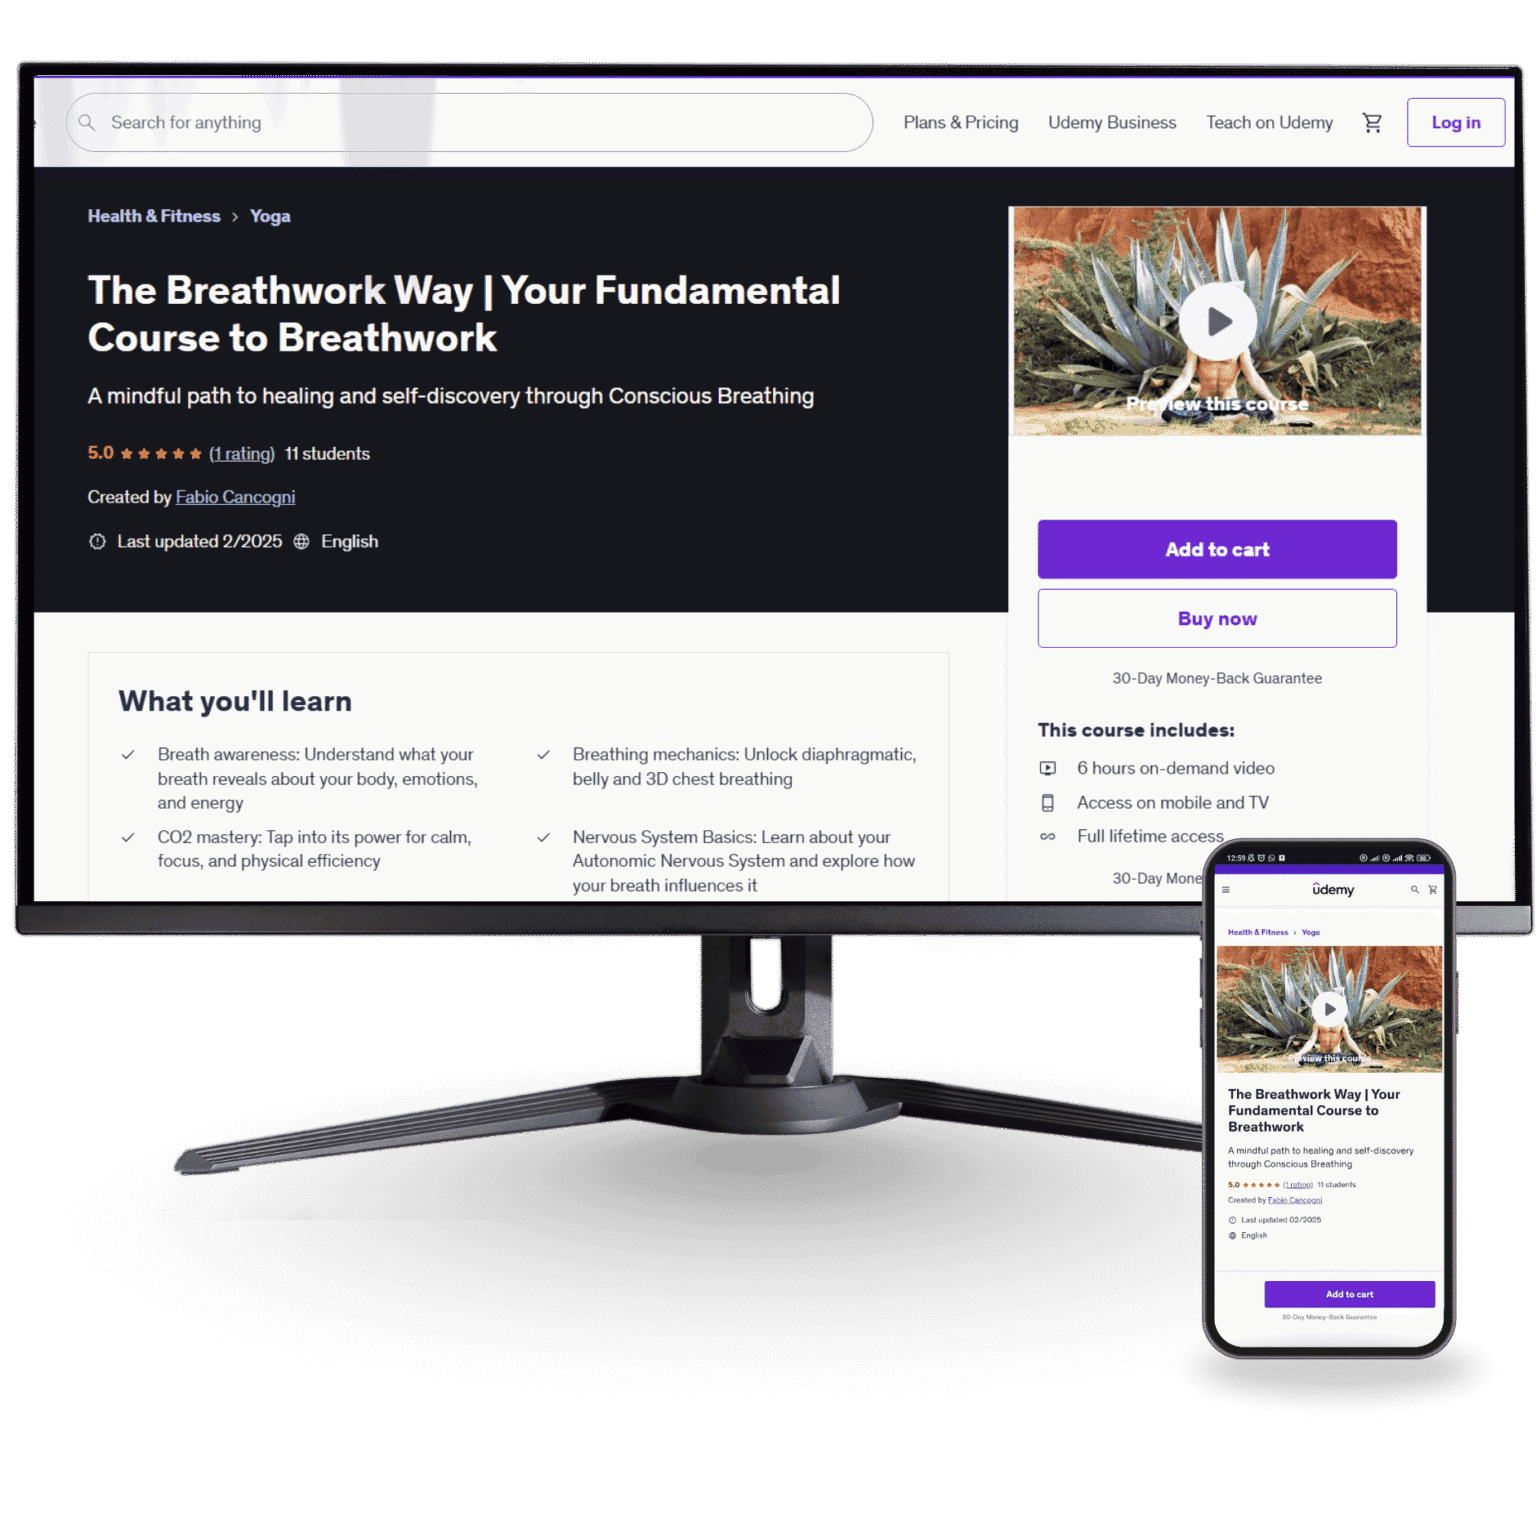 Search for anything
Plans & Pricing
Udemy Business
Teach on Udemy
Log in
Health & Fitness > Yoga
The Breathwork Way | Your Fundamental
Course to Breathwork
A mindful path to healing and self-discovery through Conscious Breathing
5.0 ★★★★★ (1 rating) 11 students
Created by Fabio Cancogni
Last updated 2/2025 English
Preview this course
Add to cart
Buy now
30-Day Money-Back Guarantee
This course includes:
6 hours on-demand video
Access on mobile and TV
Full lifetime access
30-Day Mone
What you'll learn
Breath awareness: Understand what your
breath reveals about your body, emotions,
and energy
CO2 mastery: Tap into its power for calm,
focus, and physical efficiency
Breathing mechanics: Unlock diaphragmatic,
belly and 3D chest breathing
Nervous System Basics: Learn about your
Autonomic Nervous System and explore how
your breath influences it
12:59
ûdemy
Health & Fitness > Yoga
Preview this course
The Breathwork Way | Your
Fundamental Course to
Breathwork
A mindful path to healing and self-discovery
through Conscious Breathing
5.0 ★★★★★ (1 rating) 11 students
Created by Fabio Cancogni
Last updated 02/2025
English
Add to cart
30-Day Money-Back Guarantee